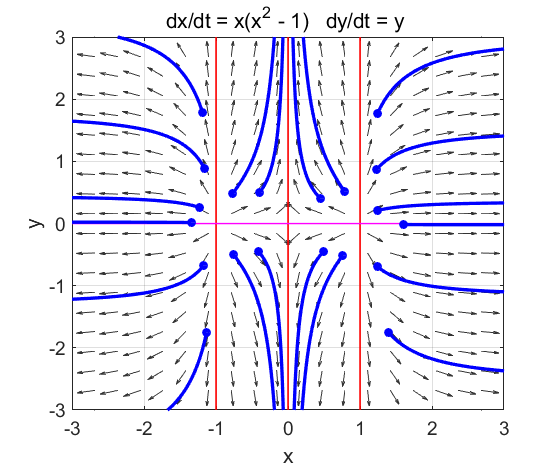 dx/dt = x(x² - 1)   dy/dt = y
3
2
1
0
-1
-2
-3
y
-3 -2 -1 0 1 2 3
x